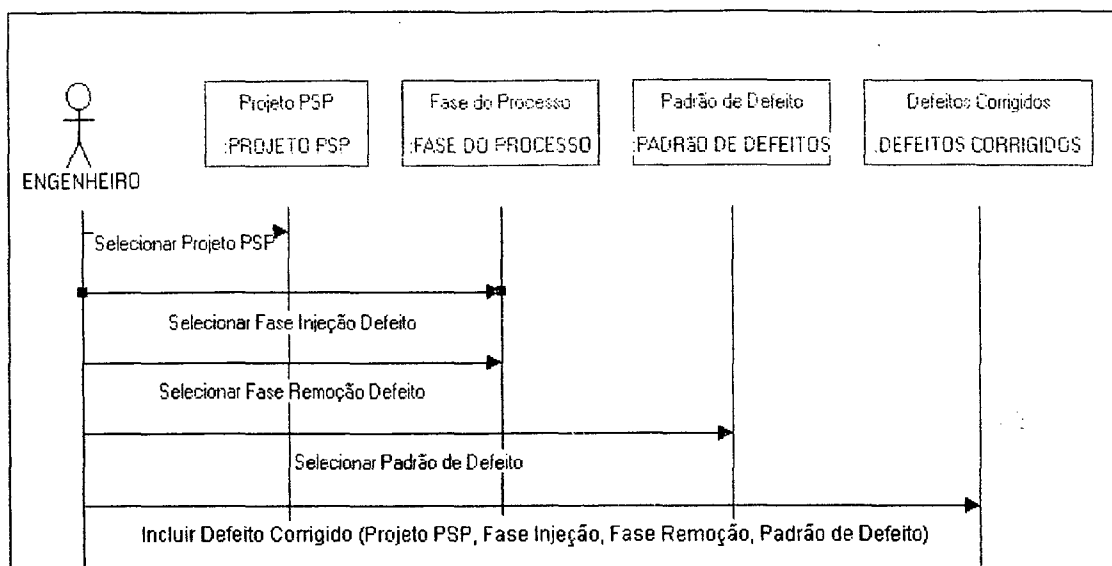 Projeto PSP
:PROJETO PSP
Fase do Processo
:FASE DO PROCESSO
Padrão de Defeito
:PADRãO DE DEFEITOS
Defeitos Corrigidos
:DEFEITOS CORRIGIDOS
ENGENHEIRO
Selecionar Projeto PSP
Selecionar Fase Injeção Defeito
Selecionar Fase Remoção Defeito
Selecionar Padrão de Defeito
Incluir Defeito Corrigido (Projeto PSP, Fase Injeção, Fase Remoção, Padrão de Defeito)